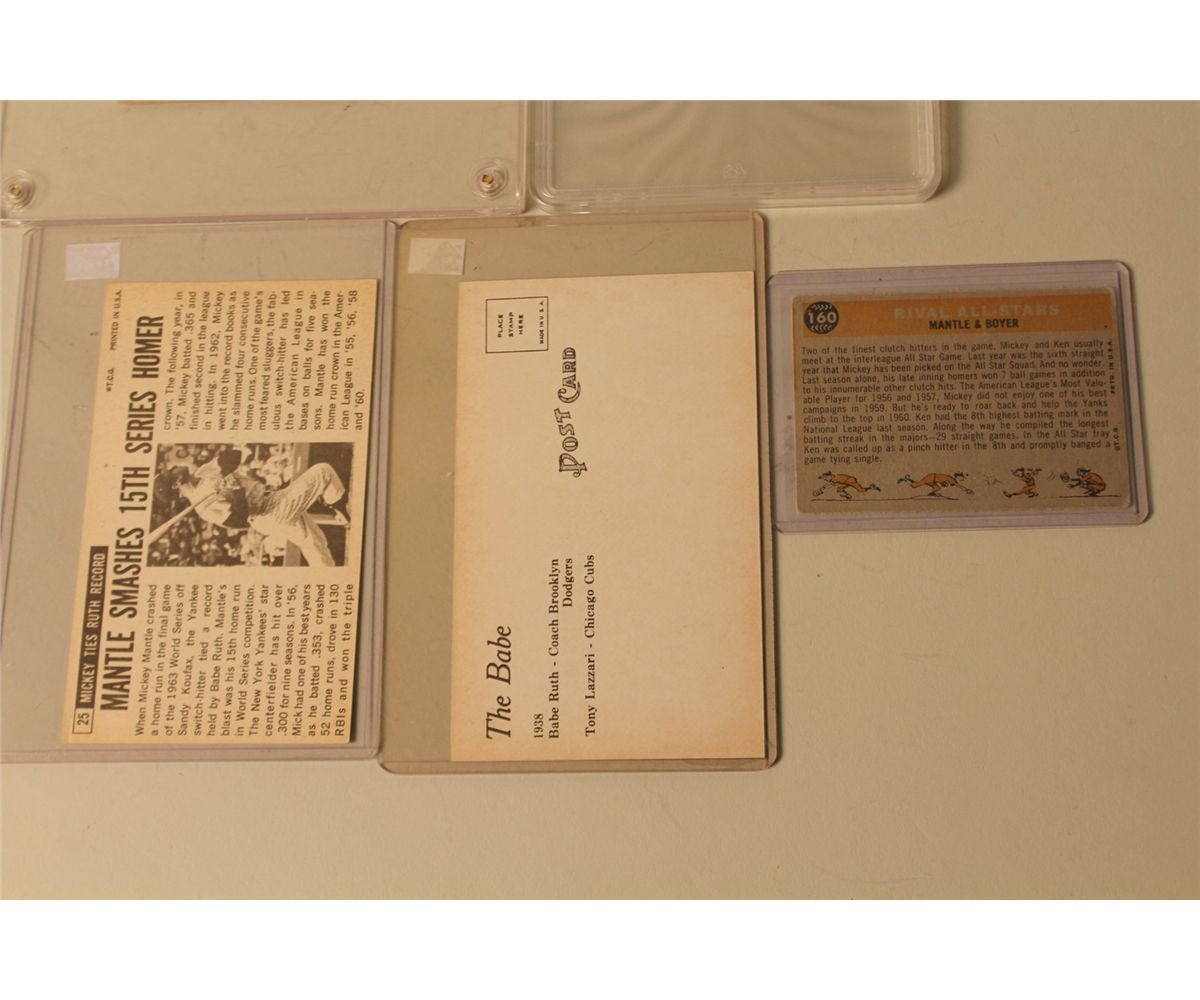 25 MICKEY TIES RUTH RECORD
MANTLE SMASHES 15TH SERIES HOMER
©T.C.G. PRINTED IN U.S.A.
When Mickey Mantle crashed
a home run in the final game
of the 1963 World Series off
Sandy Koufax, the Yankee
switch-hitter tied a record
held by Babe Ruth. Mantle's
blast was his 15th home run
in World Series competition.
The New York Yankees' star
centerfielder has hit over
.300 for nine seasons. In '56,
Mick had one of his best years
as he batted .353, crashed
52 home runs, drove in 130
RBIs and won the triple
crown. The following year, in
'57, Mickey batted .365 and
finished second in the league
in hitting. In 1962, Mickey
went into the record books as
he slammed four consecutive
home runs. One of the game's
most feared sluggers, the fab-
ulous switch-hitter has led
the American League in
bases on balls for five sea-
sons. Mantle has won the
home run crown in the Amer-
ican League in '55, '56, '58
and '60.
The Babe
1938
Babe Ruth - Coach Brooklyn
Dodgers
Tony Lazzari - Chicago Cubs
POST CARD
PLACE
STAMP
HERE
MADE IN U.S.A.
160
RIVAL ALL-STARS
MANTLE & BOYER
Two of the finest clutch hitters in the game, Mickey and Ken usually
meet at the interleague All Star Game. Last year was the sixth straight
year that Mickey has been picked on the All Star Squad. And no wonder.
Last season alone, his late inning homers won 7 ball games in addition
to his innumerable other clutch hits. The American League's Most Valu-
able Player for 1956 and 1957, Mickey did not enjoy one of his best
campaigns in 1959. But he's ready to roar back and help the Yanks
climb to the top in 1960. Ken had the 8th highest batting mark in the
National League last season. Along the way he compiled the longest
batting streak in the majors—29 straight games. In the All Star fray
Ken was called up as a pinch hitter in the 8th and promptly banged a
game tying single.
©T.C.G. PRTD. IN U.S.A.